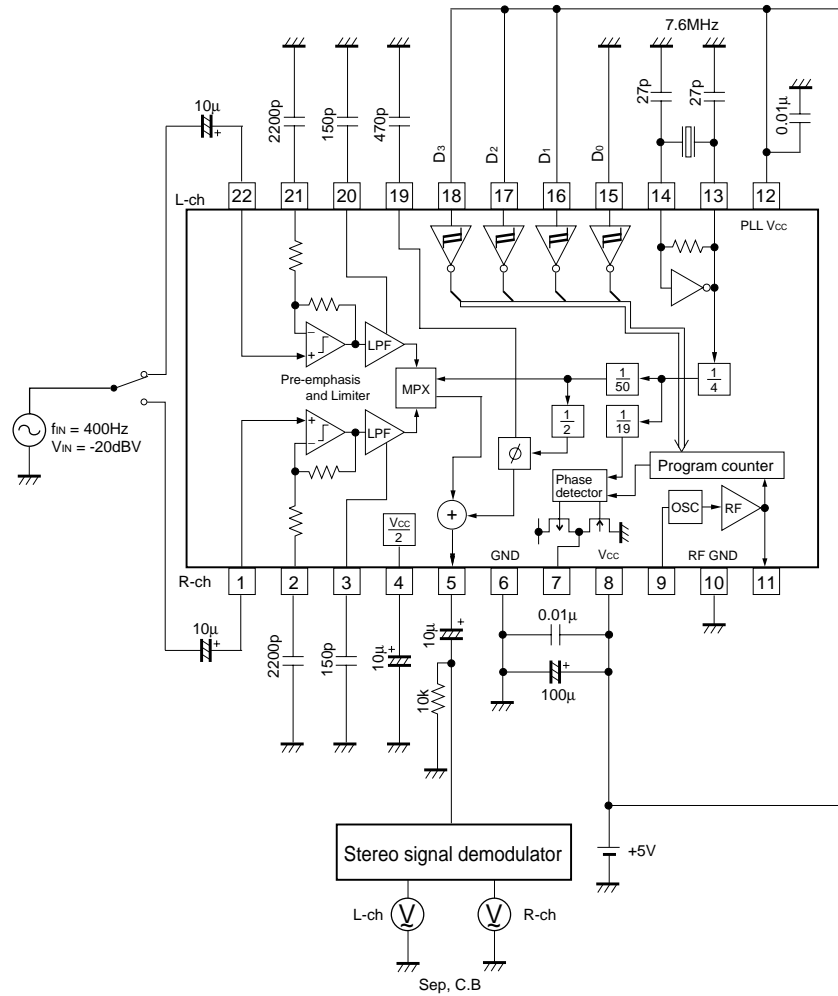 7.6MHz
10μ
+
2200p
150p
470p
D3
D2
D1
D0
27p
27p
0.01μ
L-ch
22
21
20
19
18
17
16
15
14
13
12
PLL VCC
−
+
LPF
Pre-emphasis
and Limiter
MPX
1/50
1/4
1/2
1/19
fIN = 400Hz
VIN = -20dBV
+
−
LPF
ϕ
Program counter
Phase
detector
OSC
RF
+
VCC/2
GND
VCC
RF GND
R-ch
1
2
3
4
5
6
7
8
9
10
11
10μ
+
2200p
150p
10μ
+
10μ
+
10k
0.01μ
+
100μ
Stereo signal demodulator
+5V
L-ch
V
V
R-ch
Sep, C.B